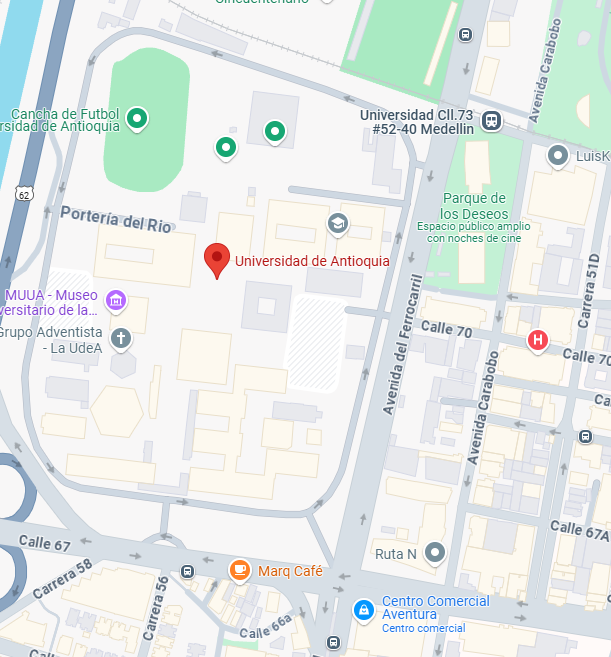 Cincuentenario
Avenida Carabobo
Cancha de Futbol
rsidad de Antioquia
Universidad Cll.73
#52-40 Medellin
LuisK
62
Parque de
los Deseos
Espacio público amplio
con noches de cine
Portería del Rio
Universidad de Antioquia
Carrera 51D
MUUA - Museo
versitario de la...
Grupo Adventista
- La UdeA
Avenida del Ferrocarril
Calle 70
H
Calle 70
Avenida Carabobo
Ca
Calle 67A
Calle 67
Ruta N
Carrera 58
Marq Café
Carrera 56
Centro Comercial
Aventura
Centro comercial
Calle 66a